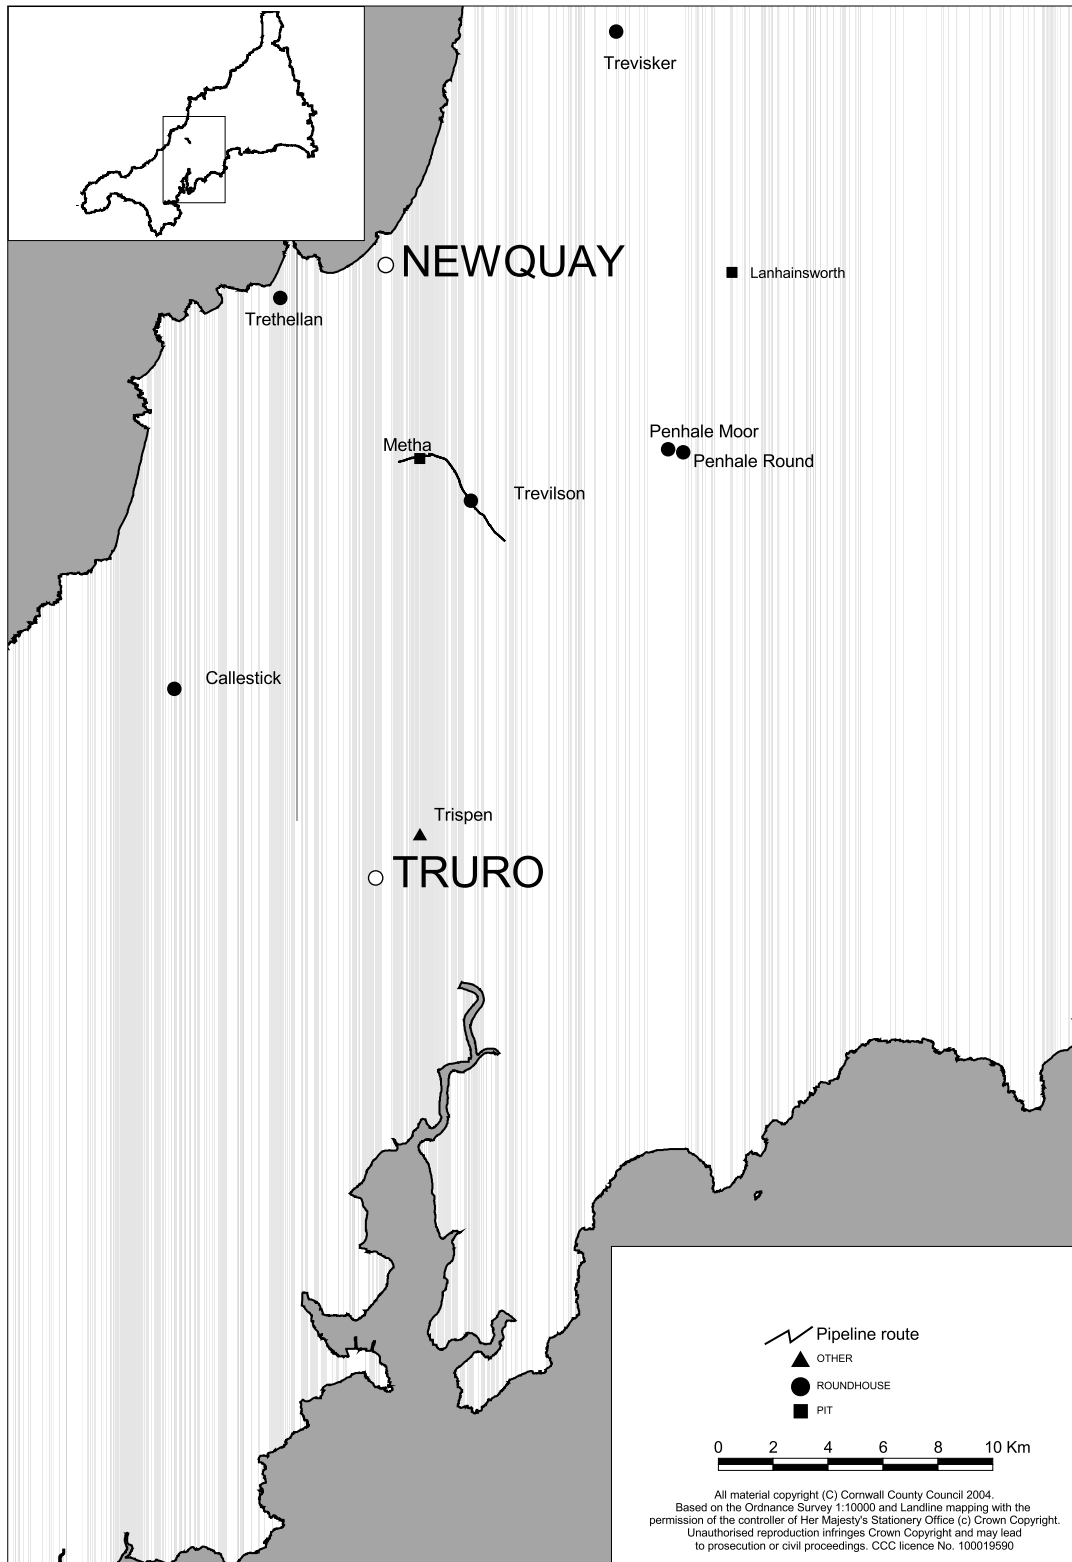 Trevisker
NEWQUAY
Lanhainsworth
Trethellan
Penhale Moor
Metha
Penhale Round
Trevilson
Callestick
Trispen
TRURO
Pipeline route
OTHER
ROUNDHOUSE
PIT
0 2 4 6 8 10 Km
All material copyright (C) Cornwall County Council 2004.
Based on the Ordnance Survey 1:10000 and Landline mapping with the
permission of the controller of Her Majesty's Stationery Office (c) Crown Copyright.
Unauthorised reproduction infringes Crown Copyright and may lead
to prosecution or civil proceedings. CCC licence No. 100019590